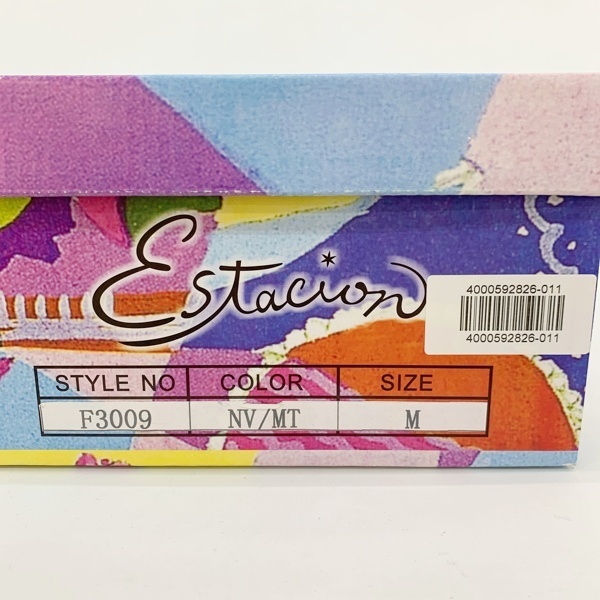 Estacion
4000592826-011
4000592826-011
STYLE NO COLOR SIZE
F3009 NV/MT M